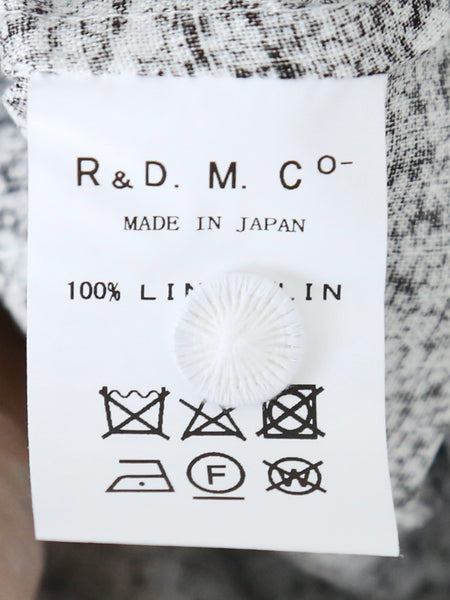 R & D. M. Co-
MADE IN JAPAN
100%
F
W